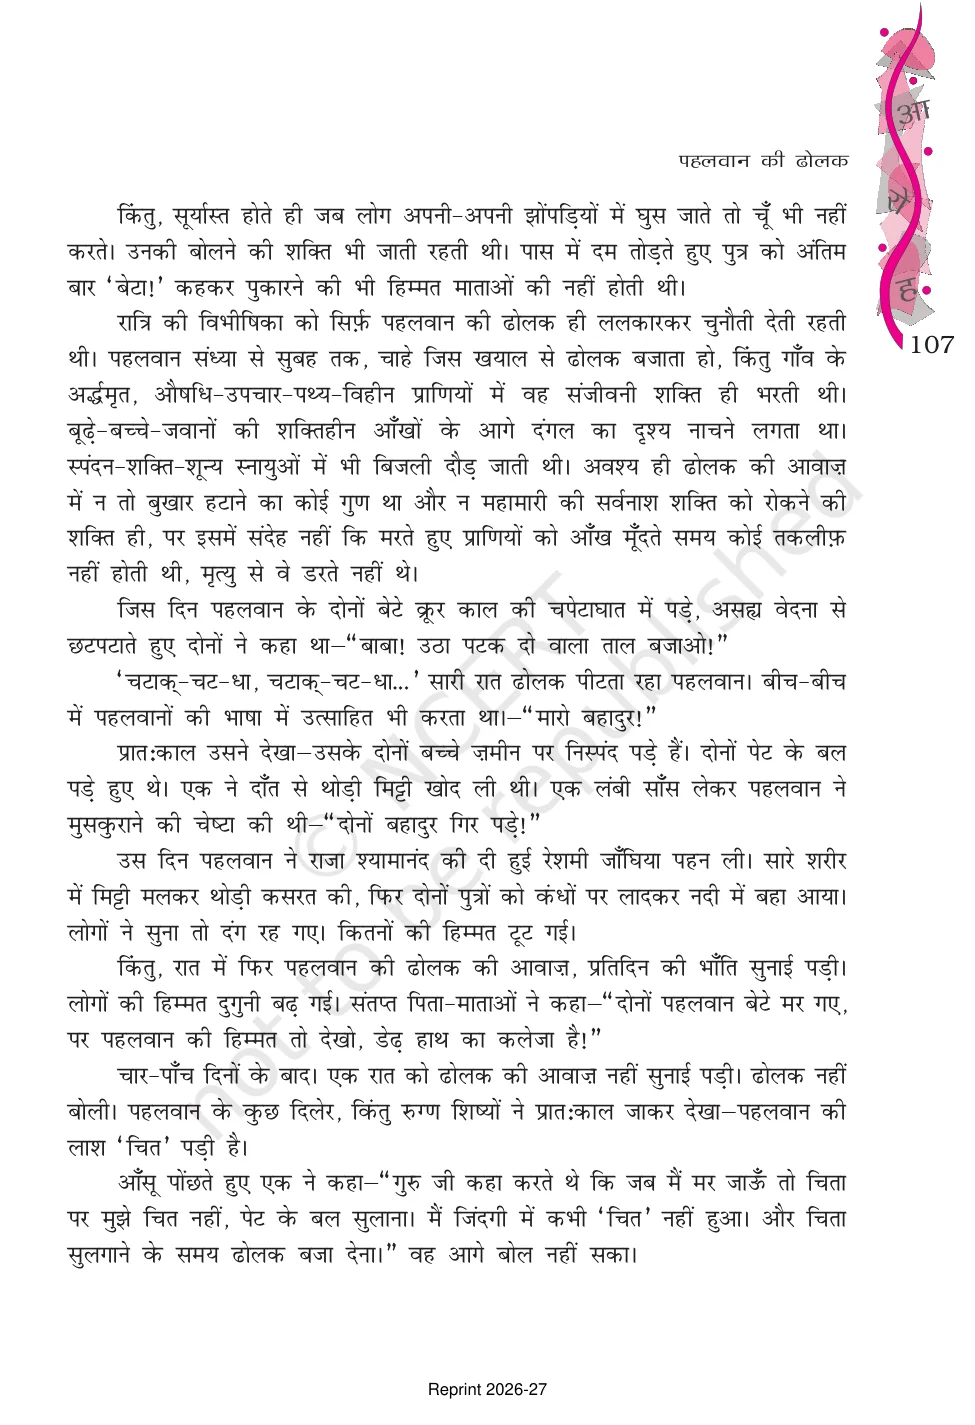 पहलवान की ढोलक
आ
रो
ह
107
किंतु, सूर्यास्त होते ही जब लोग अपनी-अपनी झोंपड़ियों में घुस जाते तो चूँ भी नहीं
करते। उनकी बोलने की शक्ति भी जाती रहती थी। पास में दम तोड़ते हुए पुत्र को अंतिम
बार ‘बेटा!’ कहकर पुकारने की भी हिम्मत माताओं की नहीं होती थी।
रात्रि की विभीषिका को सिर्फ़ पहलवान की ढोलक ही ललकारकर चुनौती देती रहती
थी। पहलवान संध्या से सुबह तक, चाहे जिस खयाल से ढोलक बजाता हो, किंतु गाँव के
अर्द्धमृत, औषधि-उपचार-पथ्य-विहीन प्राणियों में वह संजीवनी शक्ति ही भरती थी।
बूढ़े-बच्चे-जवानों की शक्तिहीन आँखों के आगे दंगल का दृश्य नाचने लगता था।
स्पंदन-शक्ति-शून्य स्नायुओं में भी बिजली दौड़ जाती थी। अवश्य ही ढोलक की आवाज़
में न तो बुखार हटाने का कोई गुण था और न महामारी की सर्वनाश शक्ति को रोकने की
शक्ति ही, पर इसमें संदेह नहीं कि मरते हुए प्राणियों को आँख मूँदते समय कोई तकलीफ़
नहीं होती थी, मृत्यु से वे डरते नहीं थे।
जिस दिन पहलवान के दोनों बेटे क्रूर काल की चपेटाघात में पड़े, असह्य वेदना से
छटपटाते हुए दोनों ने कहा था–“बाबा! उठा पटक दो वाला ताल बजाओ!”
‘चटाक्-चट-धा, चटाक्-चट-धा...’ सारी रात ढोलक पीटता रहा पहलवान। बीच-बीच
में पहलवानों की भाषा में उत्साहित भी करता था।–“मारो बहादुर!”
प्रातःकाल उसने देखा–उसके दोनों बच्चे ज़मीन पर निस्पंद पड़े हैं। दोनों पेट के बल
पड़े हुए थे। एक ने दाँत से थोड़ी मिट्टी खोद ली थी। एक लंबी साँस लेकर पहलवान ने
मुसकुराने की चेष्टा की थी–“दोनों बहादुर गिर पड़े!”
उस दिन पहलवान ने राजा श्यामानंद की दी हुई रेशमी जाँघिया पहन ली। सारे शरीर
में मिट्टी मलकर थोड़ी कसरत की, फिर दोनों पुत्रों को कंधों पर लादकर नदी में बहा आया।
लोगों ने सुना तो दंग रह गए। कितनों की हिम्मत टूट गई।
किंतु, रात में फिर पहलवान की ढोलक की आवाज़, प्रतिदिन की भाँति सुनाई पड़ी।
लोगों की हिम्मत दुगुनी बढ़ गई। संतप्त पिता-माताओं ने कहा–“दोनों पहलवान बेटे मर गए,
पर पहलवान की हिम्मत तो देखो, डेढ़ हाथ का कलेजा है!”
चार-पाँच दिनों के बाद। एक रात को ढोलक की आवाज़ नहीं सुनाई पड़ी। ढोलक नहीं
बोली। पहलवान के कुछ दिलेर, किंतु रुग्ण शिष्यों ने प्रातःकाल जाकर देखा–पहलवान की
लाश ‘चित’ पड़ी है।
आँसू पोंछते हुए एक ने कहा–“गुरु जी कहा करते थे कि जब मैं मर जाऊँ तो चिता
पर मुझे चित नहीं, पेट के बल सुलाना। मैं जिंदगी में कभी ‘चित’ नहीं हुआ। और चिता
सुलगाने के समय ढोलक बजा देना।” वह आगे बोल नहीं सका।
© NCERT
not to be republished
Reprint 2026-27